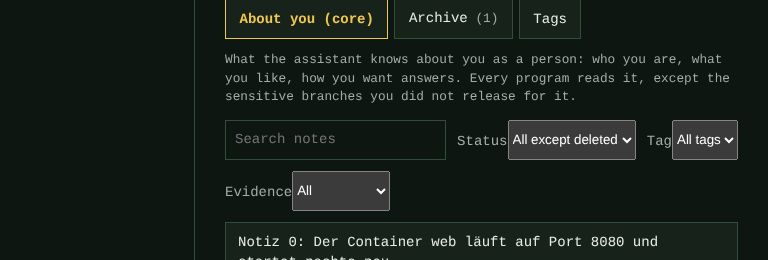 About you (core) Archive (1) Tags
What the assistant knows about you as a person: who you are, what
you like, how you want answers. Every program reads it, except the
sensitive branches you did not release for it.
Search notes Status All except deleted Tag All tags
Evidence All
Notiz 0: Der Container web läuft auf Port 8080 und